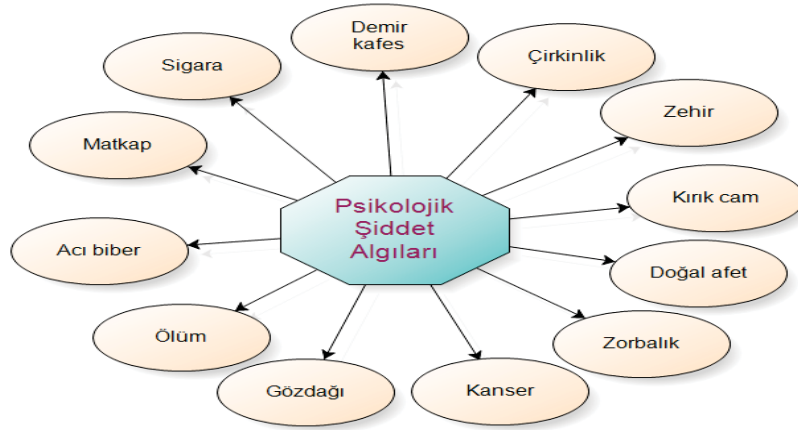 Demir
kafes
Çirkinlik
Sigara
Zehir
Matkap
Kırık cam
Psikolojik
Şiddet
Algıları
Acı biber
Doğal afet
Ölüm
Zorbalık
Gözdağı
Kanser